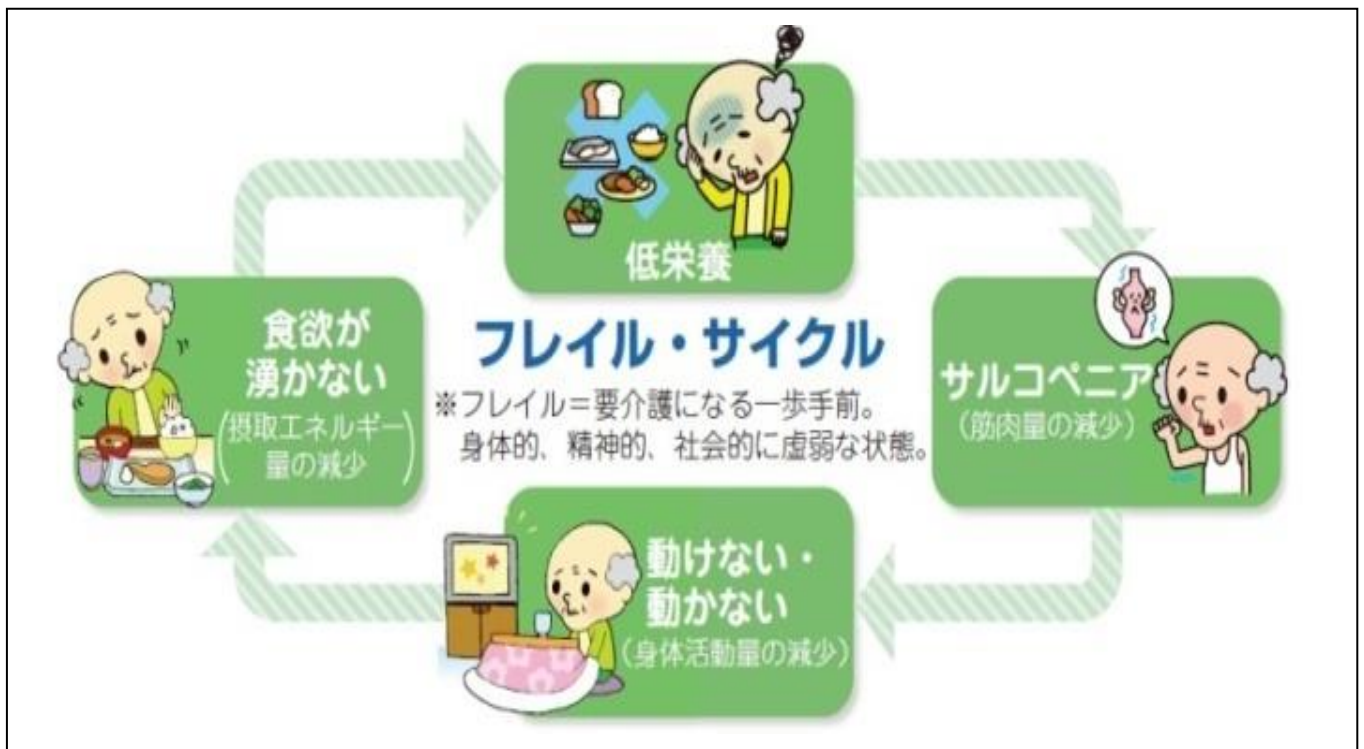 低栄養
フレイル・サイクル
※フレイル＝要介護になる一歩手前。
身体的、精神的、社会的に虚弱な状態。
サルコペニア
（筋肉量の減少）
動けない・
動かない
（身体活動量の減少）
食欲が
湧かない
（摂取エネルギー
量の減少）